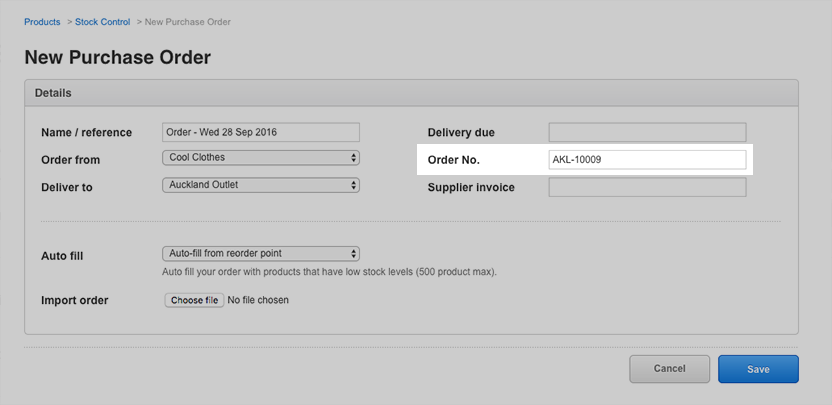 Products > Stock Control > New Purchase Order
New Purchase Order
Details
Name / reference Order - Wed 28 Sep 2016 Delivery due
Order from Cool Clothes Order No. AKL-10009
Deliver to Auckland Outlet Supplier invoice
Auto fill Auto-fill from reorder point
Auto fill your order with products that have low stock levels (500 product max).
Import order Choose file No file chosen
Cancel Save